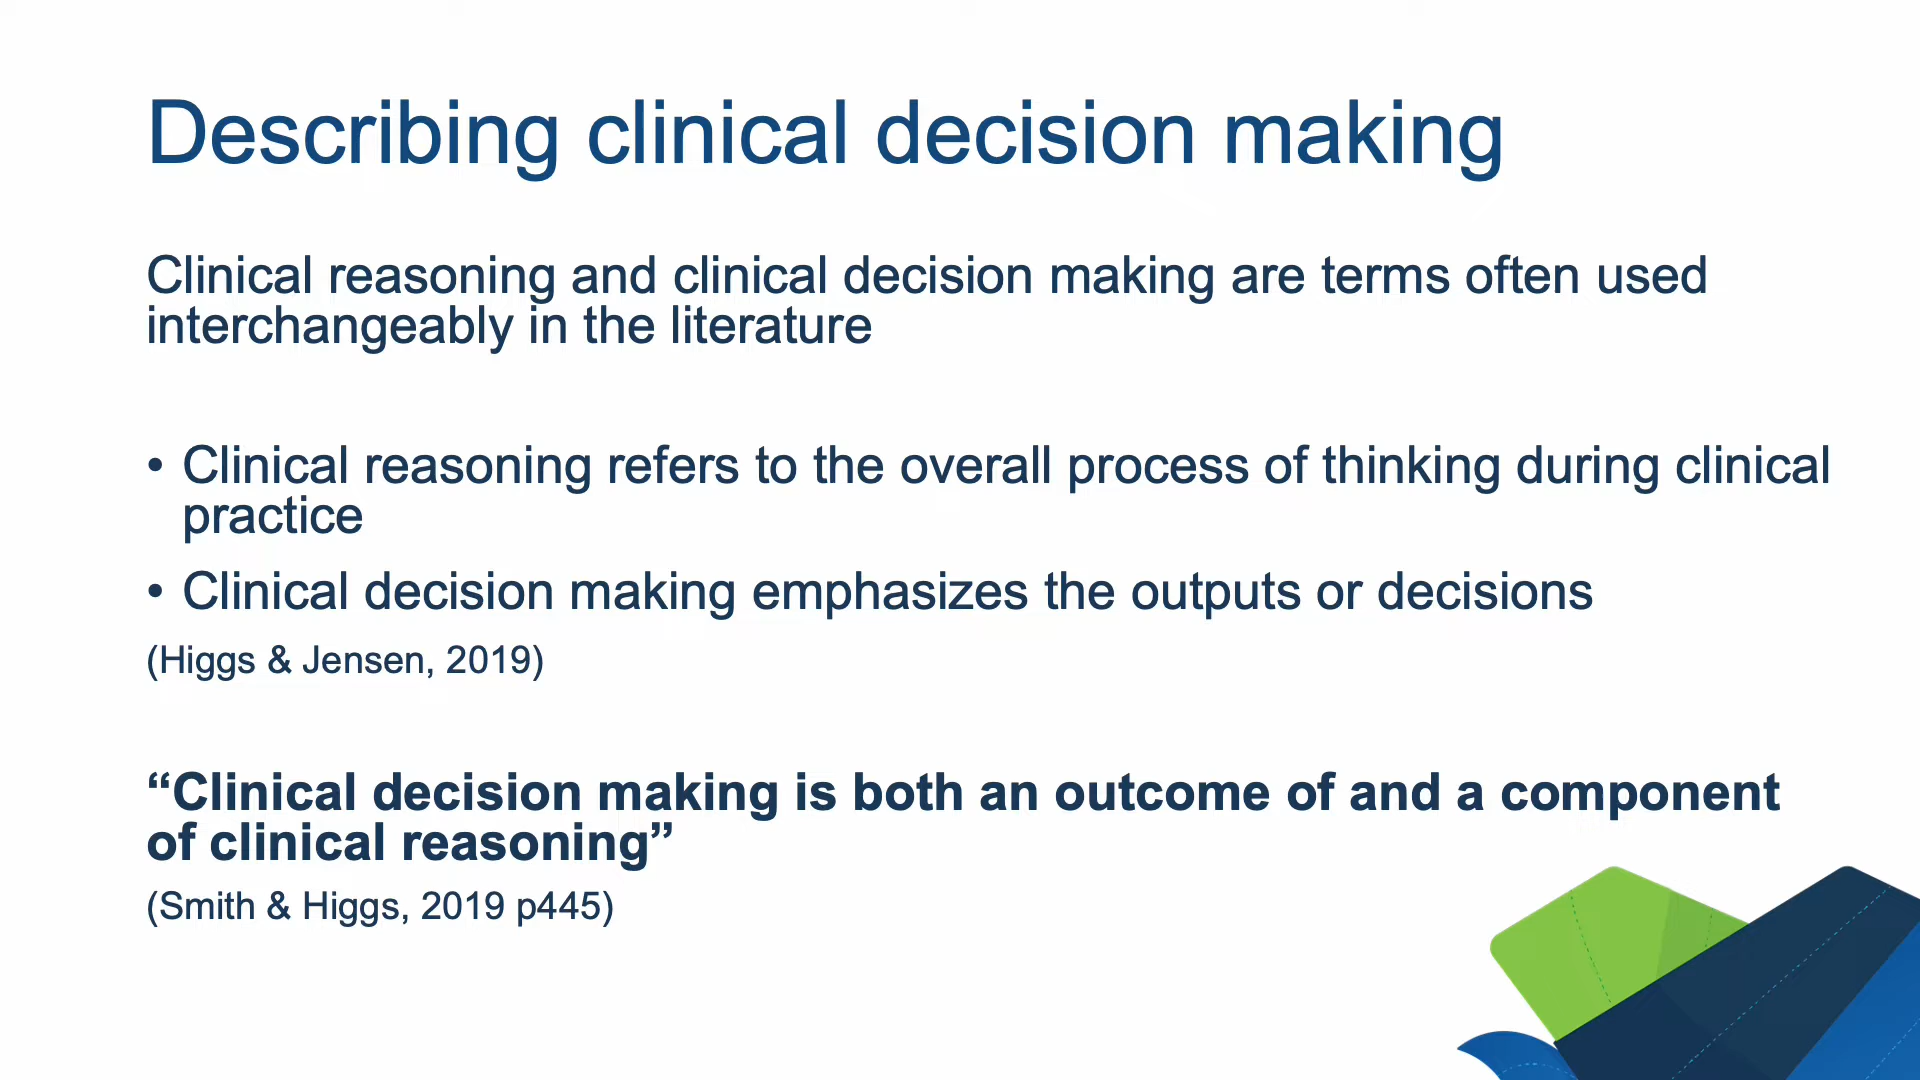 Describing clinical decision making
Clinical reasoning and clinical decision making are terms often used
interchangeably in the literature
• Clinical reasoning refers to the overall process of thinking during clinical
practice
• Clinical decision making emphasizes the outputs or decisions
(Higgs & Jensen, 2019)
“Clinical decision making is both an outcome of and a component
of clinical reasoning”
(Smith & Higgs, 2019 p445)